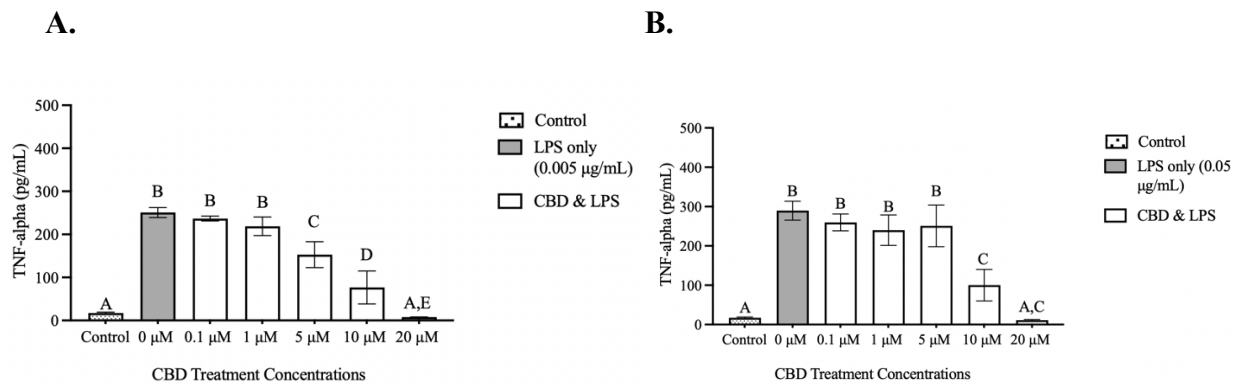 A.
500
400
300
200
100
0
TNF-alpha (pg/mL)
A
B
B
B
C
D
A,E
Control
0 μM
0.1 μM
1 μM
5 μM
10 μM
20 μM
CBD Treatment Concentrations
Control
LPS only
(0.005 μg/mL)
CBD & LPS
B.
500
400
300
200
100
0
TNF-alpha (pg/mL)
A
B
B
B
B
C
A,C
Control
0 μM
0.1 μM
1 μM
5 μM
10 μM
20 μM
CBD Treatment Concentrations
Control
LPS only (0.05
μg/mL)
CBD & LPS